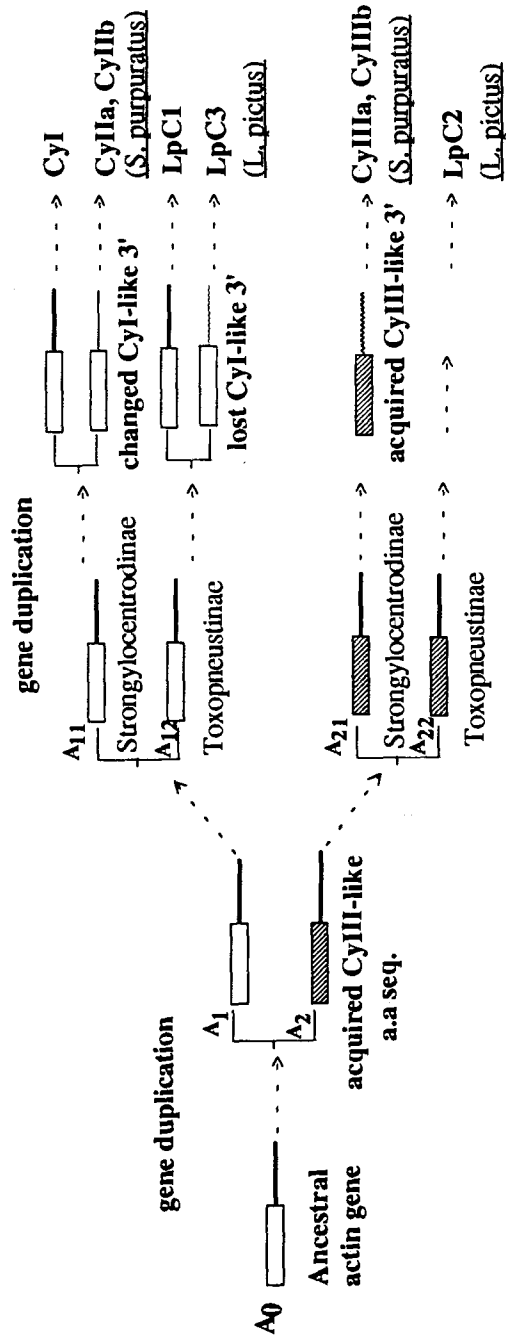 A0
Ancestral
actin gene
gene duplication
A1
A2
acquired CyIII-like
a.a seq.
gene duplication
A11
Strongylocentrodinae
A12
Toxopneustinae
CyI
CyIIa, CyIIb
(S. purpuratus)
changed CyI-like 3'
LpC1
LpC3
(L. pictus)
lost CyI-like 3'
A21
Strongylocentrodinae
A22
Toxopneustinae
CyIIIa, CyIIIb
(S. purpuratus)
acquired CyIII-like 3'
LpC2
(L. pictus)